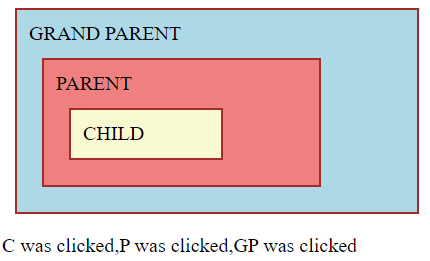 GRAND PARENT
PARENT
CHILD
C was clicked,P was clicked,GP was clicked